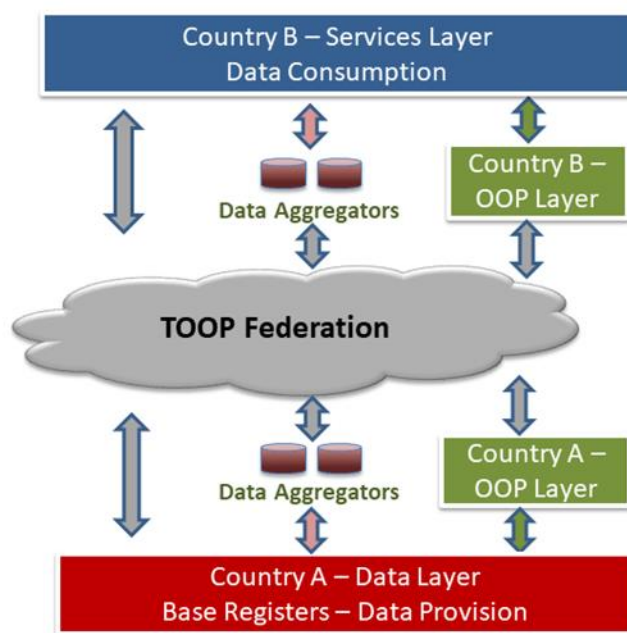 Country B – Services Layer
Data Consumption
Country B –
OOP Layer
Data Aggregators
TOOP Federation
Country A –
OOP Layer
Data Aggregators
Country A – Data Layer
Base Registers – Data Provision